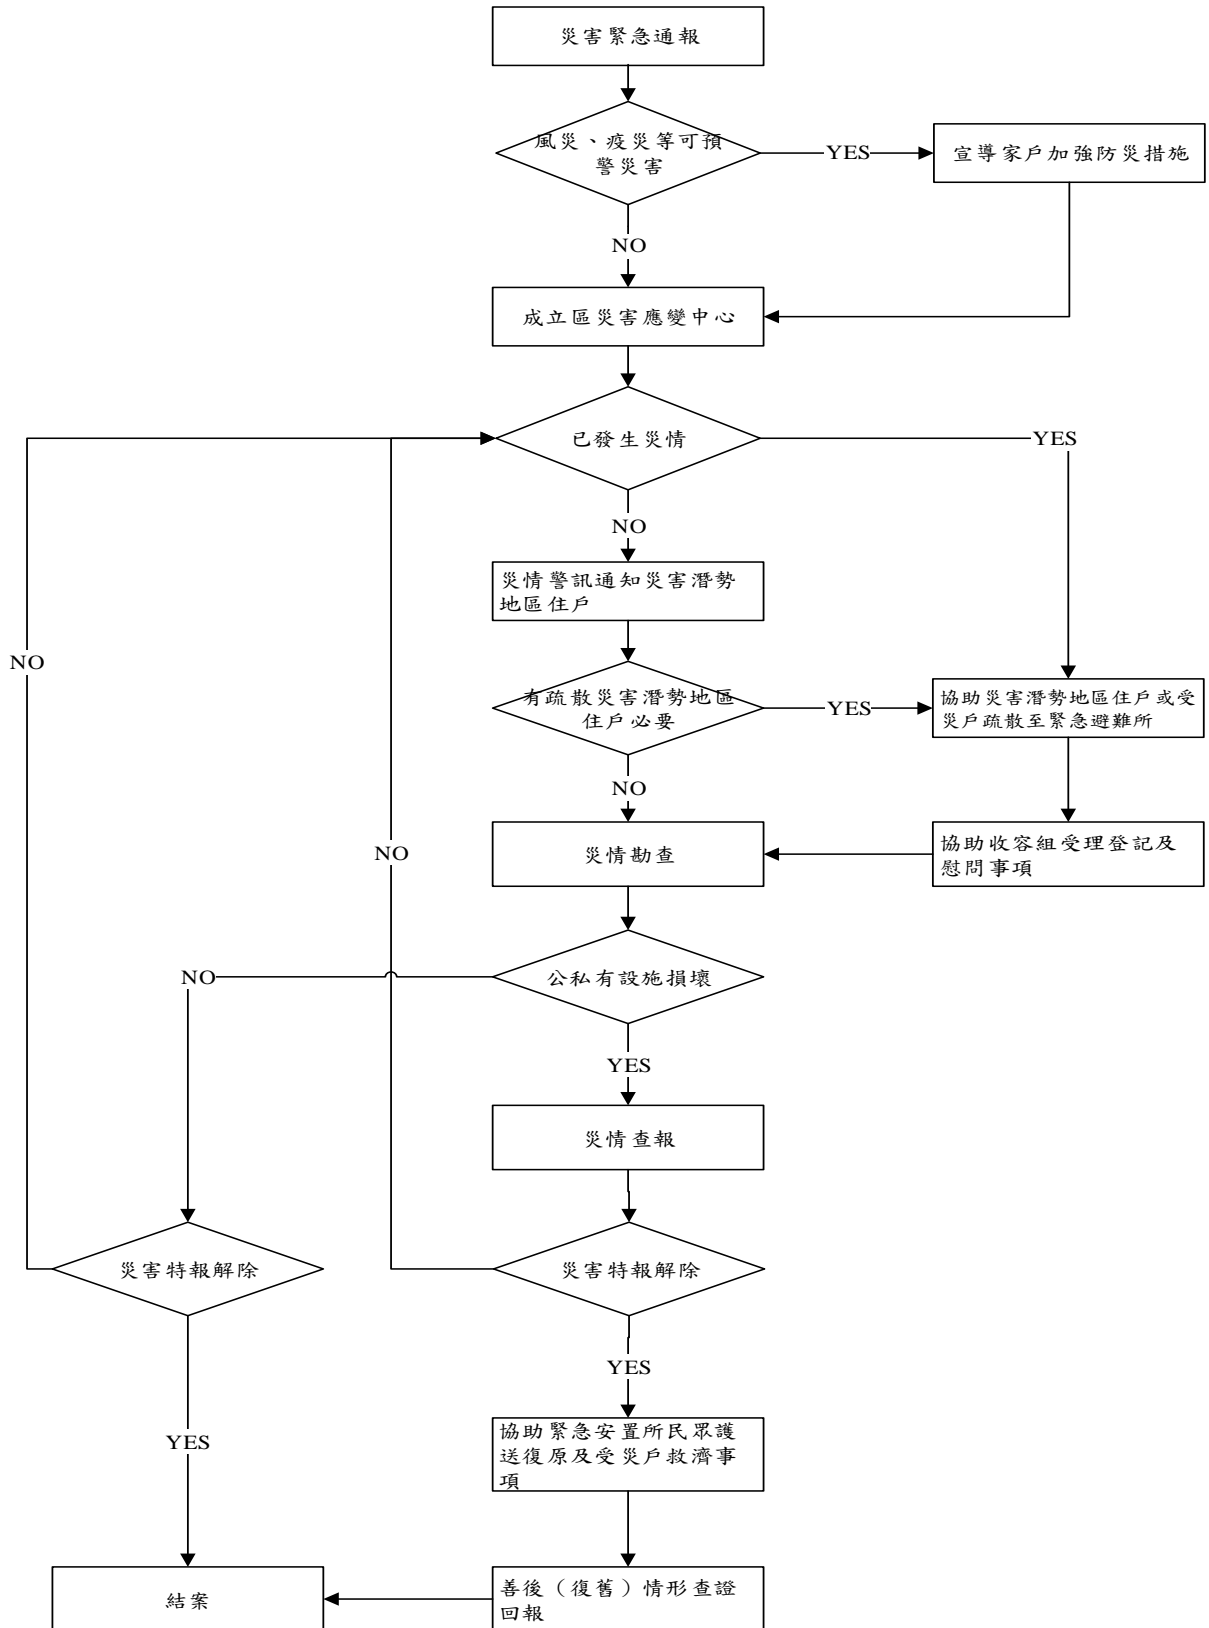 災害緊急通報
風災、疫災等可預
警災害
YES
宣導家戶加強防災措施
NO
成立區災害應變中心
已發生災情
YES
NO
災情警訊通知災害潛勢
地區住戶
NO
有疏散災害潛勢地區
住戶必要
YES
協助災害潛勢地區住戶或受
災戶疏散至緊急避難所
NO
災情勘查
協助收容組受理登記及
慰問事項
NO
公私有設施損壞
NO
YES
災情查報
災害特報解除
災害特報解除
YES
YES
協助緊急安置所民眾護
送復原及受災戶救濟事
項
結案
善後（復舊）情形查證
回報